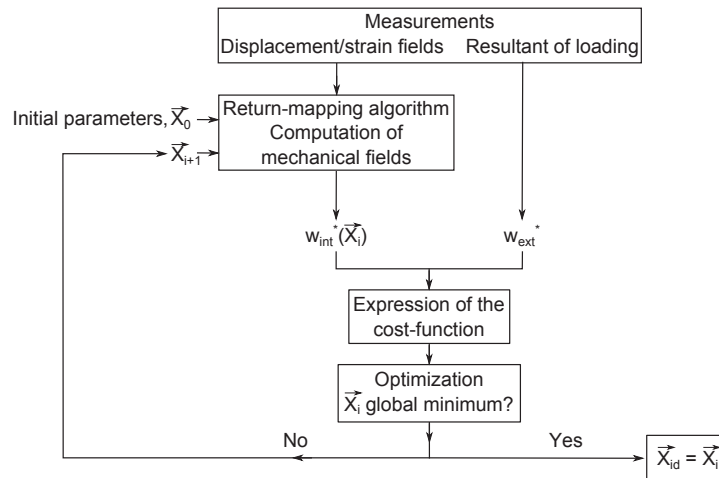 Measurements
Displacement/strain fields Resultant of loading
Initial parameters, X₀
Return-mapping algorithm
Computation of
mechanical fields
Xᵢ₊₁
wᵢₙₜ*(Xᵢ)
wₑₓₜ*
Expression of the
cost-function
Optimization
Xᵢ global minimum?
No
Yes
X_id = Xᵢ